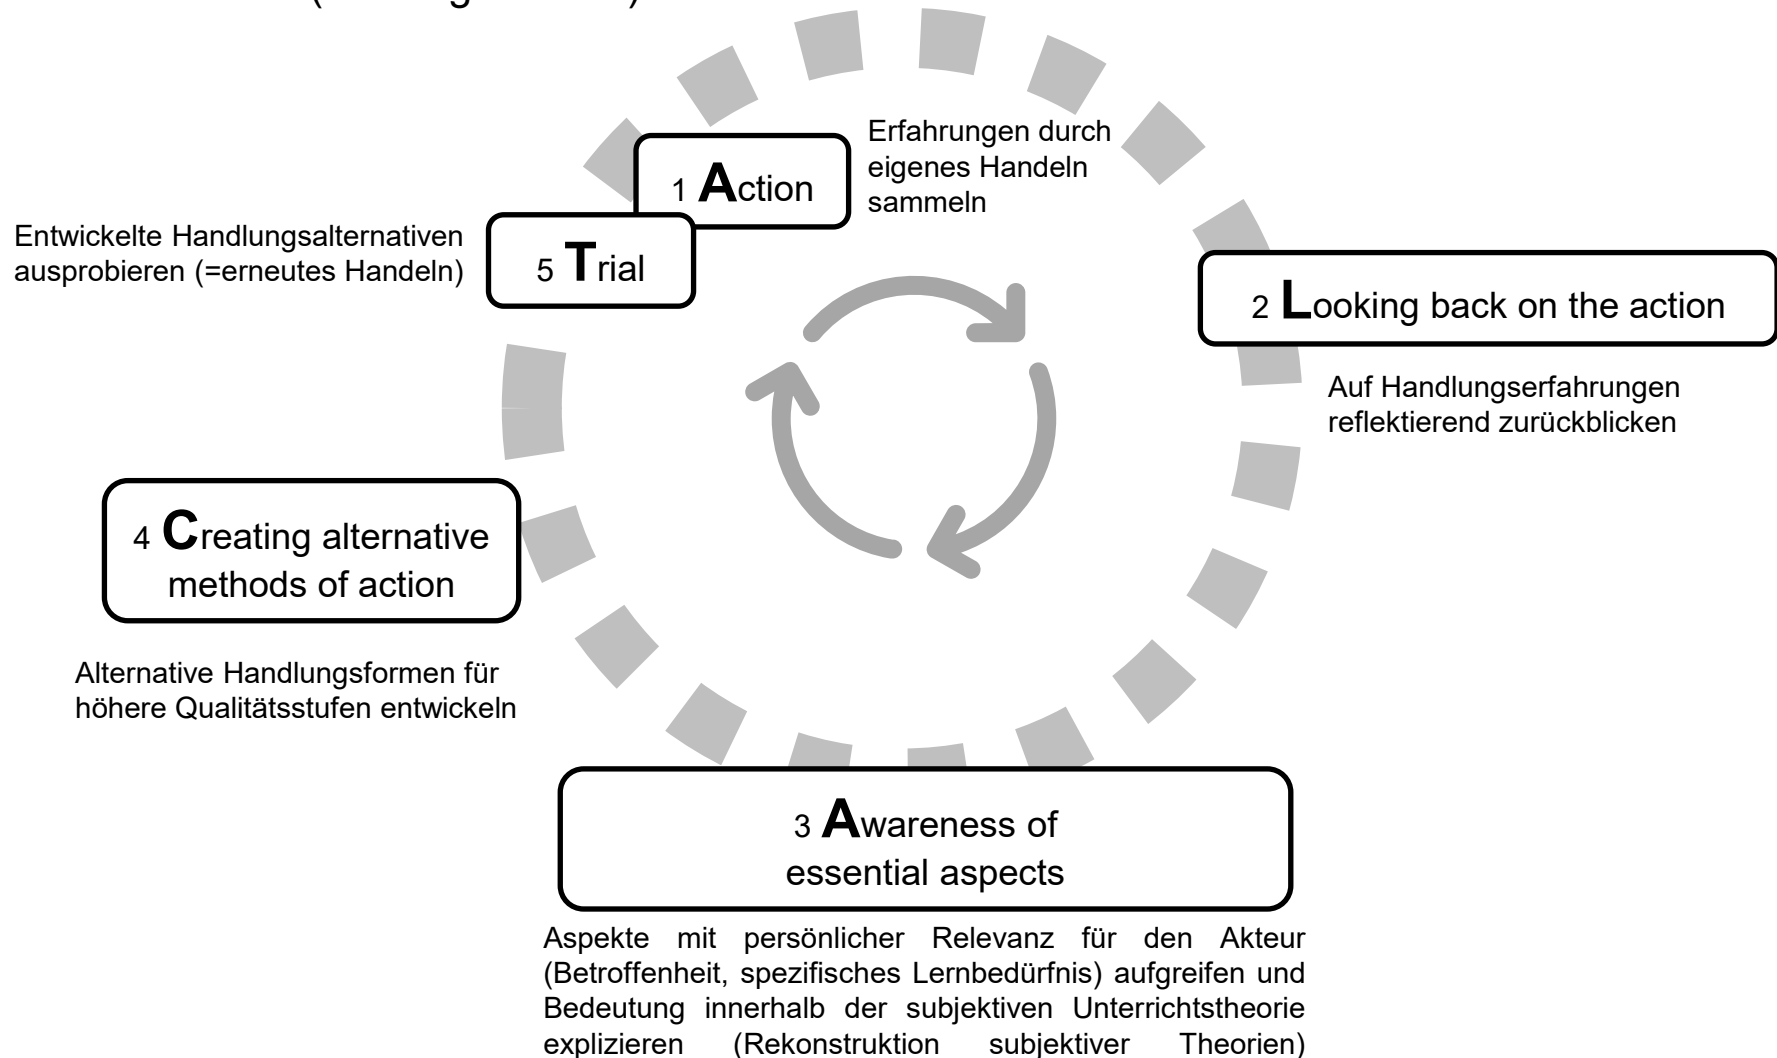 1 Action
Erfahrungen durch
eigenes Handeln
sammeln
5 Trial
Entwickelte Handlungsalternativen
ausprobieren (=erneutes Handeln)
2 Looking back on the action
Auf Handlungserfahrungen
reflektierend zurückblicken
4 Creating alternative
methods of action
Alternative Handlungsformen für
höhere Qualitätsstufen entwickeln
3 Awareness of
essential aspects
Aspekte mit persönlicher Relevanz für den Akteur
(Betroffenheit, spezifisches Lernbedürfnis) aufgreifen und
Bedeutung innerhalb der subjektiven Unterrichtstheorie
explizieren (Rekonstruktion subjektiver Theorien)